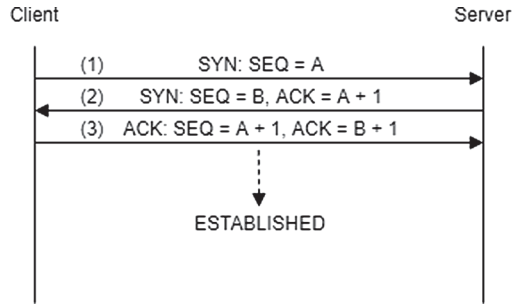 Client Server
(1) SYN: SEQ = A
(2) SYN: SEQ = B, ACK = A + 1
(3) ACK: SEQ = A + 1, ACK = B + 1
ESTABLISHED